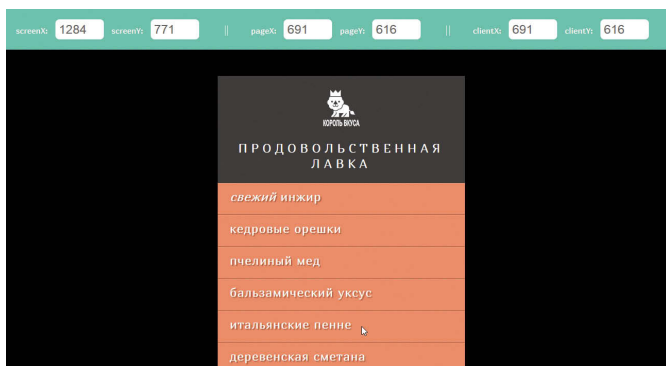 screenX: 1284 screenY: 771 || pageX: 691 pageY: 616 || clientX: 691 clientY: 616
КОРОЛЬ ВКУСА
ПРОДОВОЛЬСТВЕННАЯ
ЛАВКА
свежий инжир
кедровые орешки
пчелиный мед
бальзамический уксус
итальянские пенне
деревенская сметана